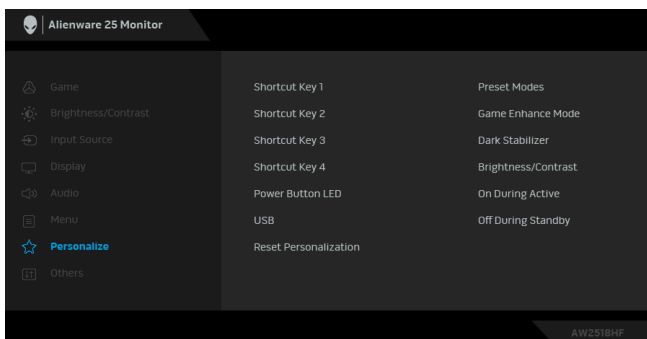 Alienware 25 Monitor
Game
Brightness/Contrast
Input Source
Display
Audio
Menu
Personalize
Others
Shortcut Key 1 Preset Modes
Shortcut Key 2 Game Enhance Mode
Shortcut Key 3 Dark Stabilizer
Shortcut Key 4 Brightness/Contrast
Power Button LED On During Active
USB Off During Standby
Reset Personalization
AW2518HF